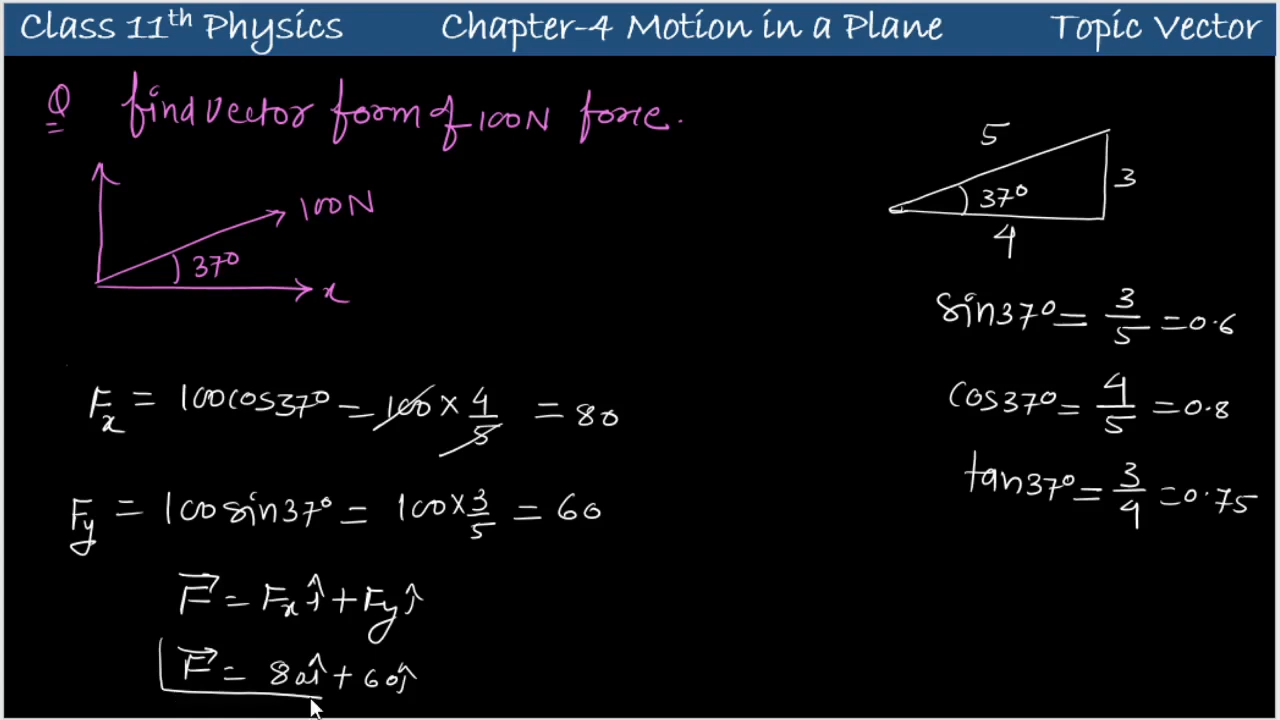 Class 11th Physics Chapter-4 Motion in a Plane Topic Vector
Q find vector form of 100N force.
100N
37°
x
5
37°
3
4
sin37° = 3/5 = 0.6
cos37° = 4/5 = 0.8
tan37° = 3/4 = 0.75
Fx = 100cos37° = 100 × 4/5 = 80
Fy = 100sin37° = 100 × 3/5 = 60
F⃗ = Fx î + Fy ĵ
F⃗ = 80î + 60ĵ